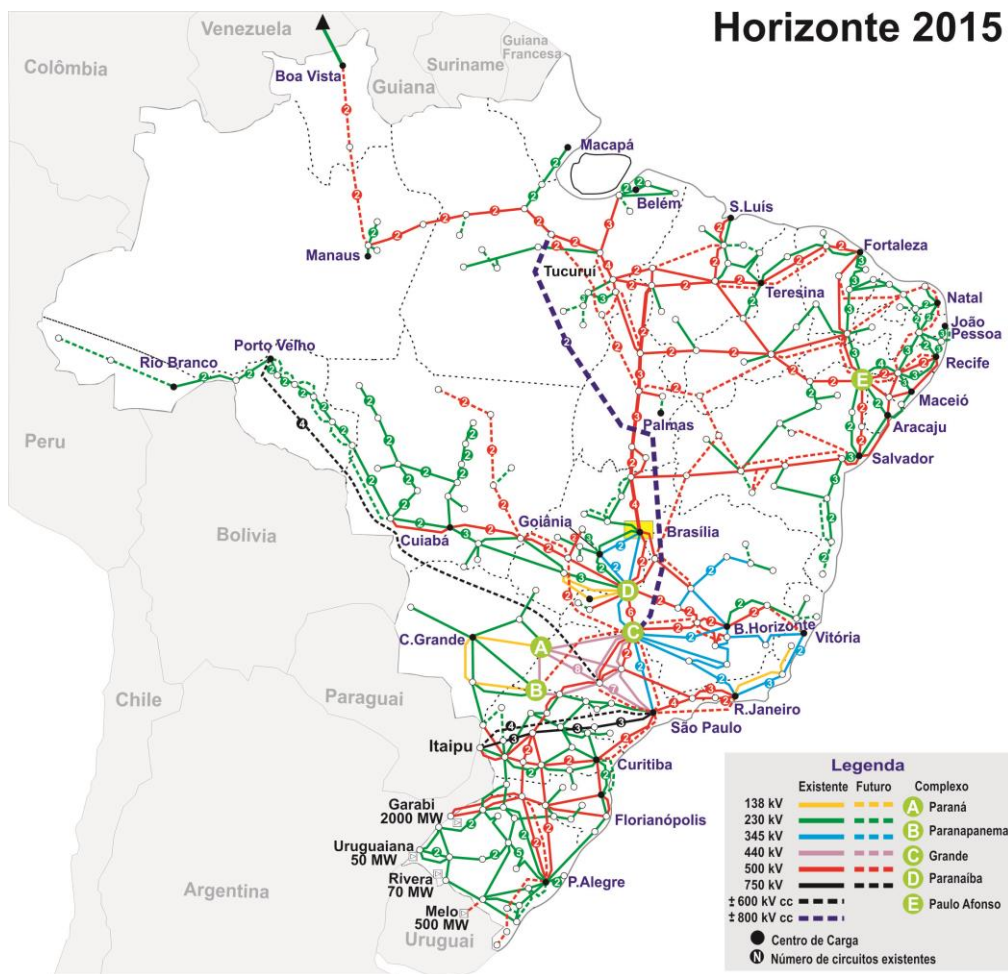 Horizonte 2015
Venezuela
Guiana
Francesa
Suriname
Colômbia
Boa Vista
Guiana
Macapá
Belém
S.Luís
Fortaleza
Manaus
Tucuruí
Teresina
Natal
João
Pessoa
Rio Branco
Porto Velho
Recife
E
Maceió
Palmas
Aracaju
Peru
Salvador
Goiânia
Brasília
Cuiabá
Bolivia
D
B.Horizonte
Vitória
C.Grande
C
A
B
Chile
Paraguai
R.Janeiro
São Paulo
Itaipu
Curitiba
Garabi
2000 MW
Florianópolis
Uruguaiana
50 MW
Rivera
70 MW
P.Alegre
Melo
500 MW
Argentina
Uruguai
Legenda
Existente Futuro Complexo
138 kV A Paraná
230 kV
345 kV B Paranapanema
440 kV C Grande
500 kV D Paranaíba
750 kV
± 600 kV cc E Paulo Afonso
± 800 kV cc
Centro de Carga
N Número de circuitos existentes